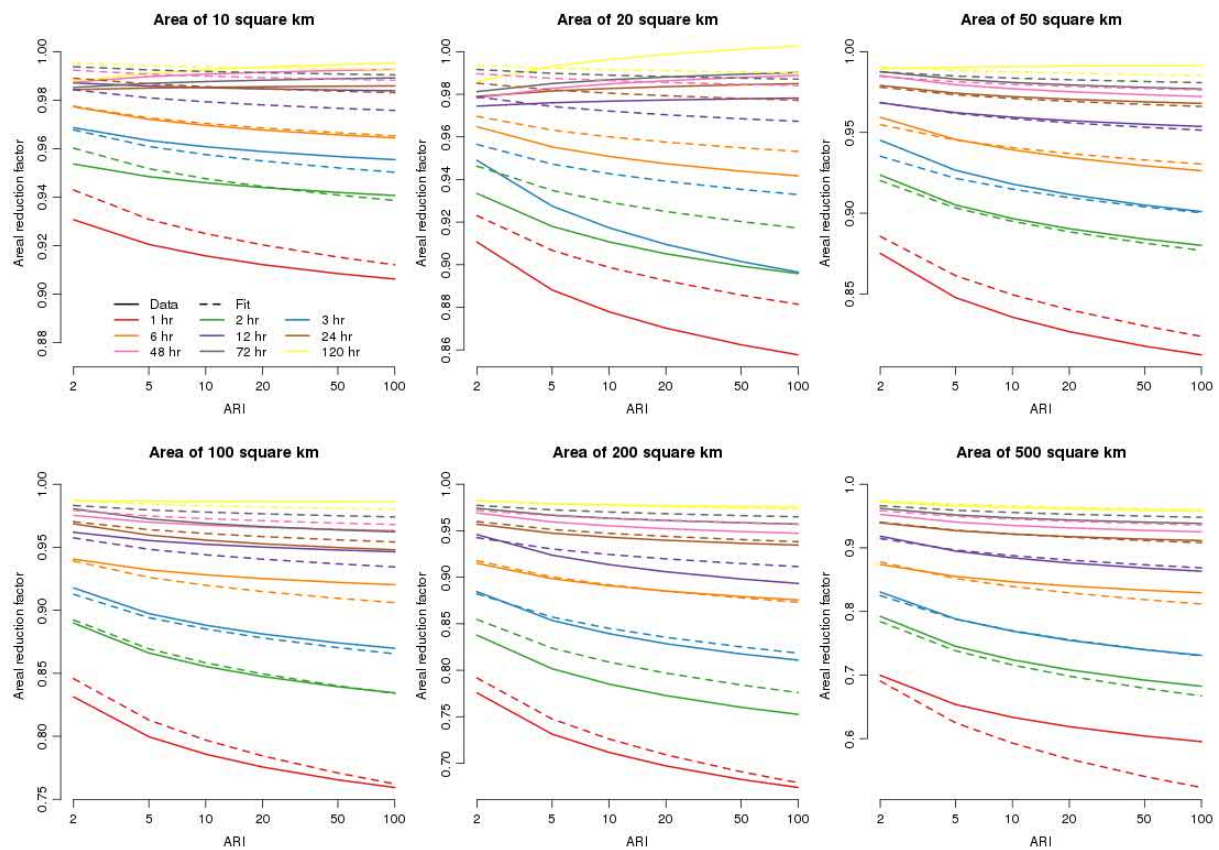 Area of 10 square km
Areal reduction factor
1.00
0.98
0.96
0.94
0.92
0.90
0.88
Data
Fit
1 hr
2 hr
3 hr
6 hr
12 hr
24 hr
48 hr
72 hr
120 hr
2
5
10
20
50
100
ARI
Area of 20 square km
Areal reduction factor
1.00
0.98
0.96
0.94
0.92
0.90
0.88
0.86
2
5
10
20
50
100
ARI
Area of 50 square km
Areal reduction factor
1.00
0.95
0.90
0.85
2
5
10
20
50
100
ARI
Area of 100 square km
Areal reduction factor
1.00
0.95
0.90
0.85
0.80
0.75
2
5
10
20
50
100
ARI
Area of 200 square km
Areal reduction factor
1.00
0.95
0.90
0.85
0.80
0.75
0.70
2
5
10
20
50
100
ARI
Area of 500 square km
Areal reduction factor
1.0
0.9
0.8
0.7
0.6
2
5
10
20
50
100
ARI